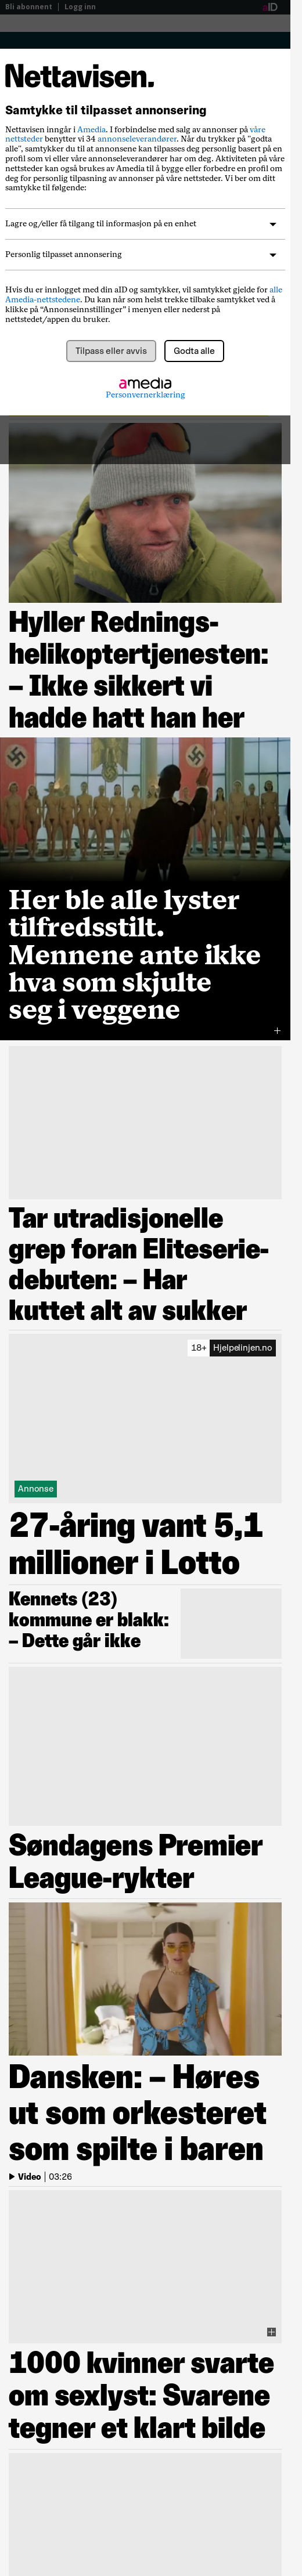 Bli abonnent | Logg inn
aID
Nettavisen.
Samtykke til tilpasset annonsering
Nettavisen inngår i Amedia. I forbindelse med salg av annonser på våre
nettsteder benytter vi 34 annonseleverandører. Når du trykker på "godta
alle", samtykker du til at annonsene kan tilpasses deg personlig basert på en
profil som vi eller våre annonseleverandører har om deg. Aktiviteten på våre
nettsteder kan også brukes av Amedia til å bygge eller forbedre en profil om
deg for personlig tilpasning av annonser på våre nettsteder. Vi ber om ditt
samtykke til følgende:
Lagre og/eller få tilgang til informasjon på en enhet
Personlig tilpasset annonsering
Hvis du er innlogget med din aID og samtykker, vil samtykket gjelde for alle
Amedia-nettstedene. Du kan når som helst trekke tilbake samtykket ved å
klikke på “Annonseinnstillinger” i menyen eller nederst på
nettstedet/appen du bruker.
Tilpass eller avvis
Godta alle
amedia
Personvernerklæring
Hyller Rednings-
helikoptertjenesten:
– Ikke sikkert vi
hadde hatt han her
Her ble alle lyster
tilfredsstilt.
Mennene ante ikke
hva som skjulte
seg i veggene
Tar utradisjonelle
grep foran Eliteserie-
debuten: – Har
kuttet alt av sukker
18+ Hjelpelinjen.no
Annonse
27-åring vant 5,1
millioner i Lotto
Kennets (23)
kommune er blakk:
– Dette går ikke
Søndagens Premier
League-rykter
Dansken: – Høres
ut som orkesteret
som spilte i baren
Video | 03:26
1000 kvinner svarte
om sexlyst: Svarene
tegner et klart bilde